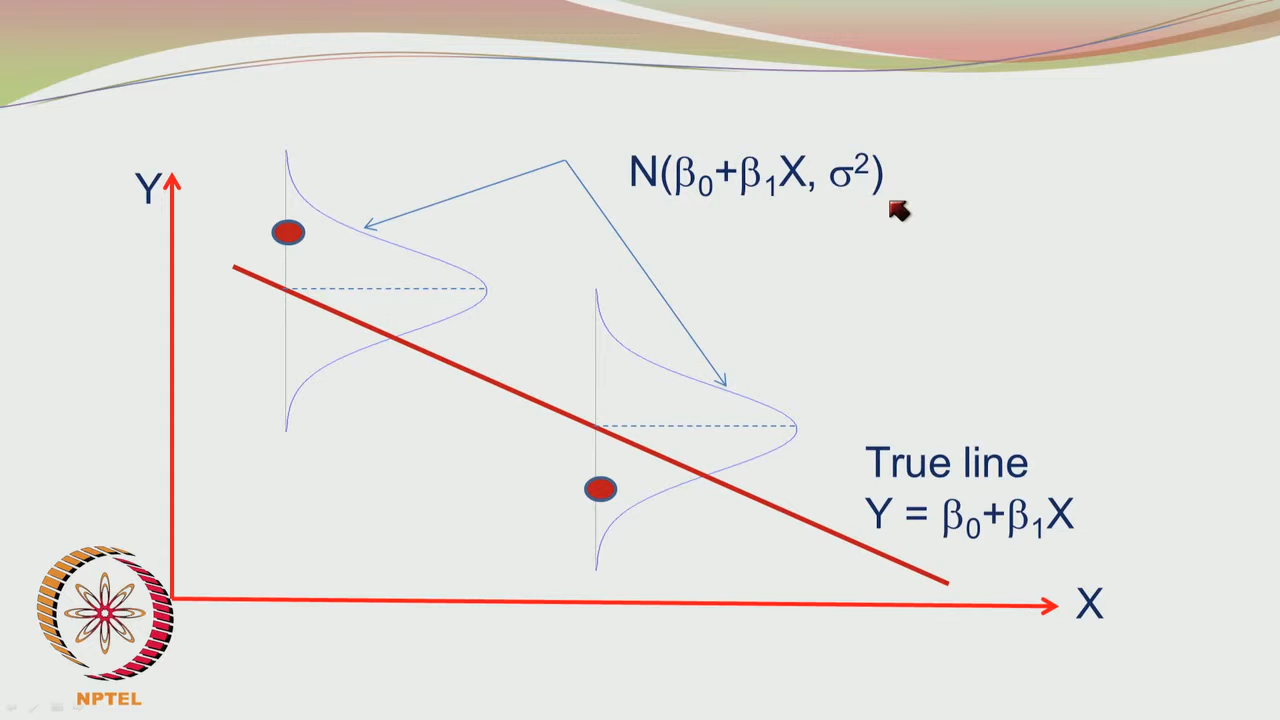 Y
N(β₀+β₁X, σ²)
True line
Y = β₀+β₁X
X
NPTEL